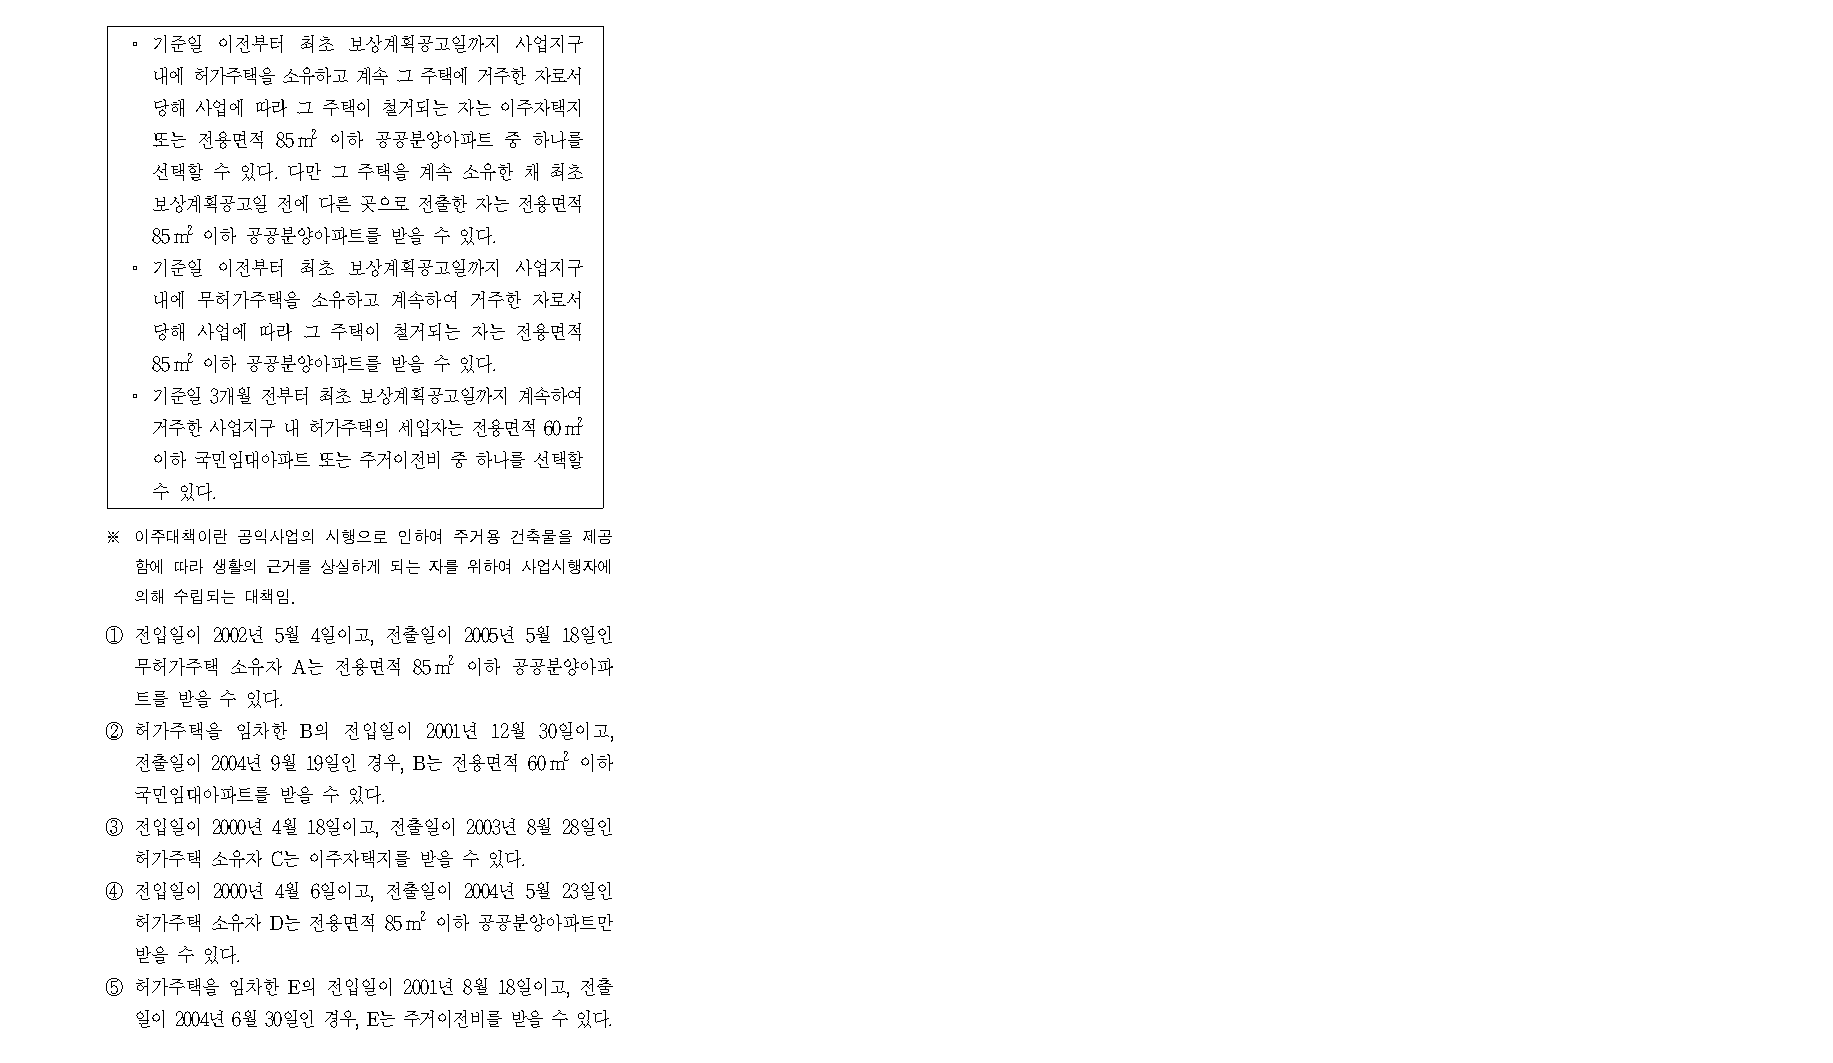 ▫ 기준일 이전부터 최초 보상계획공고일까지 사업지구
내에 허가주택을 소유하고 계속 그 주택에 거주한 자로서
당해 사업에 따라 그 주택이 철거되는 자는 이주자택지
또는 전용면적 85㎡ 이하 공공분양아파트 중 하나를
선택할 수 있다. 다만 그 주택을 계속 소유한 채 최초
보상계획공고일 전에 다른 곳으로 전출한 자는 전용면적
85㎡ 이하 공공분양아파트를 받을 수 있다.
▫ 기준일 이전부터 최초 보상계획공고일까지 사업지구
내에 무허가주택을 소유하고 계속하여 거주한 자로서
당해 사업에 따라 그 주택이 철거되는 자는 전용면적
85㎡ 이하 공공분양아파트를 받을 수 있다.
▫ 기준일 3개월 전부터 최초 보상계획공고일까지 계속하여
거주한 사업지구 내 허가주택의 세입자는 전용면적 60㎡
이하 국민임대아파트 또는 주거이전비 중 하나를 선택할
수 있다.
※ 이주대책이란 공익사업의 시행으로 인하여 주거용 건축물을 제공
함에 따라 생활의 근거를 상실하게 되는 자를 위하여 사업시행자에
의해 수립되는 대책임.
① 전입일이 2002년 5월 4일이고, 전출일이 2005년 5월 18일인
무허가주택 소유자 A는 전용면적 85㎡ 이하 공공분양아파
트를 받을 수 있다.
② 허가주택을 임차한 B의 전입일이 2001년 12월 30일이고,
전출일이 2004년 9월 19일인 경우, B는 전용면적 60㎡ 이하
국민임대아파트를 받을 수 있다.
③ 전입일이 2000년 4월 18일이고, 전출일이 2003년 8월 28일인
허가주택 소유자 C는 이주자택지를 받을 수 있다.
④ 전입일이 2000년 4월 6일이고, 전출일이 2004년 5월 23일인
허가주택 소유자 D는 전용면적 85㎡ 이하 공공분양아파트만
받을 수 있다.
⑤ 허가주택을 임차한 E의 전입일이 2001년 8월 18일이고, 전출
일이 2004년 6월 30일인 경우, E는 주거이전비를 받을 수 있다.